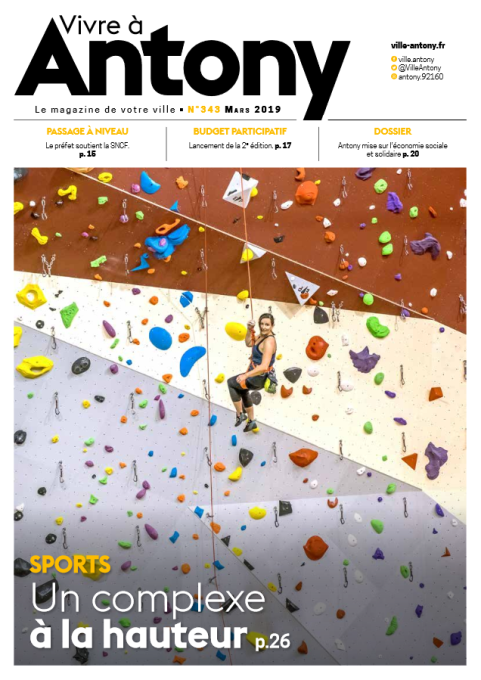 Vivre à
Antony
ville-antony.fr
ville.antony
@VilleAntony
antony.92160
Le magazine de votre ville ▪ N°343 Mars 2019
PASSAGE À NIVEAU
Le préfet soutient la SNCF.
p. 15
BUDGET PARTICIPATIF
Lancement de la 2e édition. p. 17
DOSSIER
Antony mise sur l'économie sociale
et solidaire p. 20
SPORTS
Un complexe
à la hauteur p.26